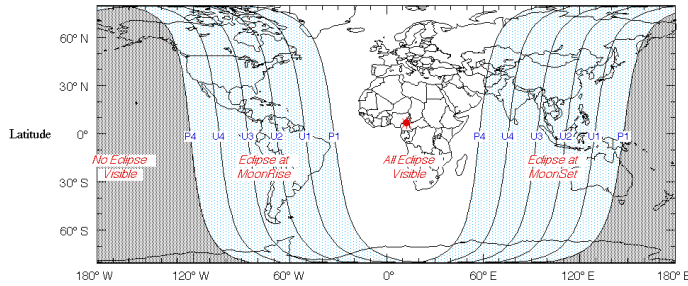 60° N
30° N
Latitude 0° P4 U4 U3 U2 U1 P1 P4 U4 U3 U2 U1 P1
No Eclipse Visible
Eclipse at MoonRise
All Eclipse Visible
Eclipse at MoonSet
30° S
60° S
180° W 120° W 60° W 0° 60° E 120° E 180° E